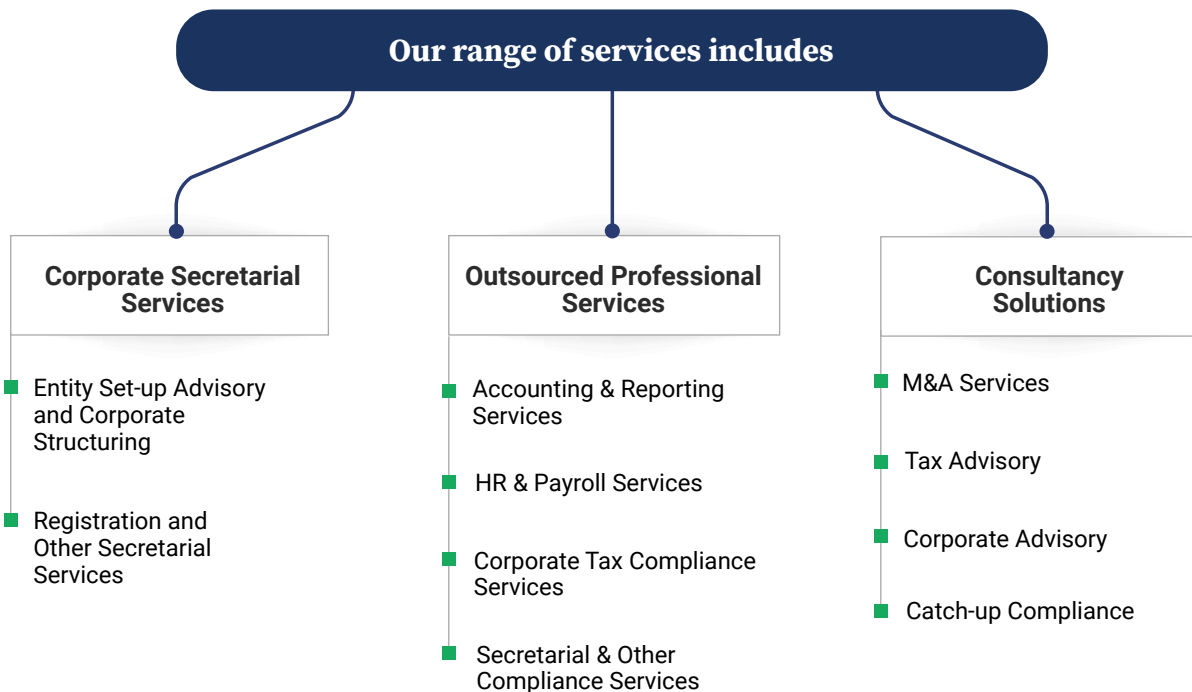 Our range of services includes
Corporate Secretarial
Services
Entity Set-up Advisory
and Corporate
Structuring
Registration and
Other Secretarial
Services
Outsourced Professional
Services
Accounting & Reporting
Services
HR & Payroll Services
Corporate Tax Compliance
Services
Secretarial & Other
Compliance Services
Consultancy
Solutions
M&A Services
Tax Advisory
Corporate Advisory
Catch-up Compliance